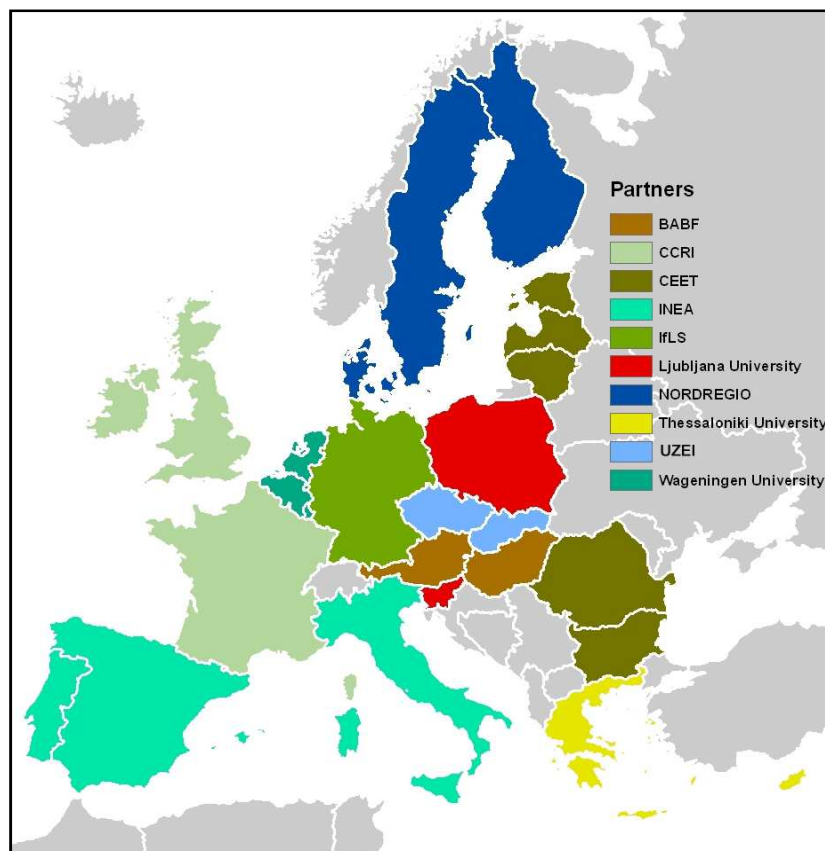 Partners
BABF
CCRI
CEET
INEA
IfLS
Ljubljana University
NORDREGIO
Thessaloniki University
UZEI
Wageningen University